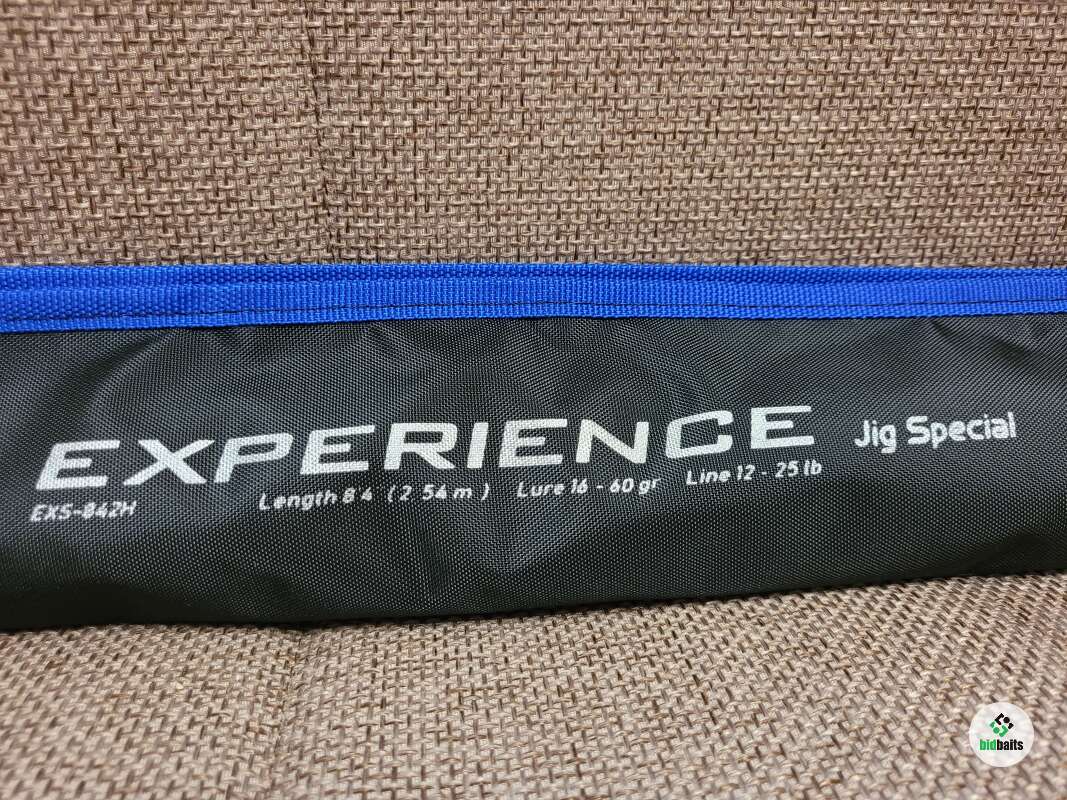 EXPERIENCE Jig Special
EXS-842H Length 8'4 (2 54 m) Lure 16 - 60 gr Line 12 - 25 lb
bidbaits